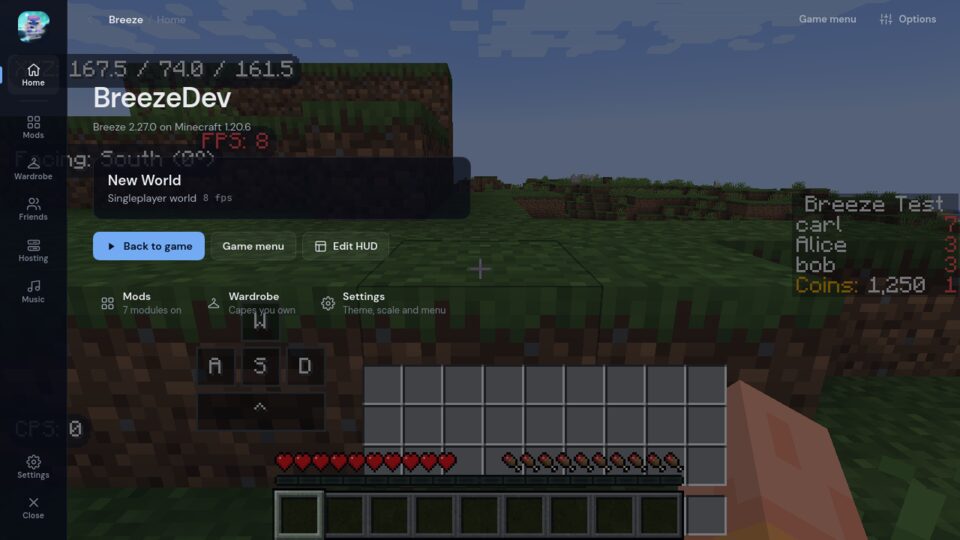 Breeze / Home
Game menu
Options
Home
XYZ: 167.5 / 74.0 / 161.5
BreezeDev
Breeze 2.27.0 on Minecraft 1.20.6
Mods
FPS: 8
Facing: South (0°)
Wardrobe
New World
Singleplayer world 8 fps
Friends
Breeze Test
carl 7
Alice 3
bob 3
Coins: 1,250 1
Hosting
Back to game
Game menu
Edit HUD
Music
Mods
7 modules on
Wardrobe
Capes you own
Settings
Theme, scale and menu
W
A S D
^
CPS: 0
Settings
Close